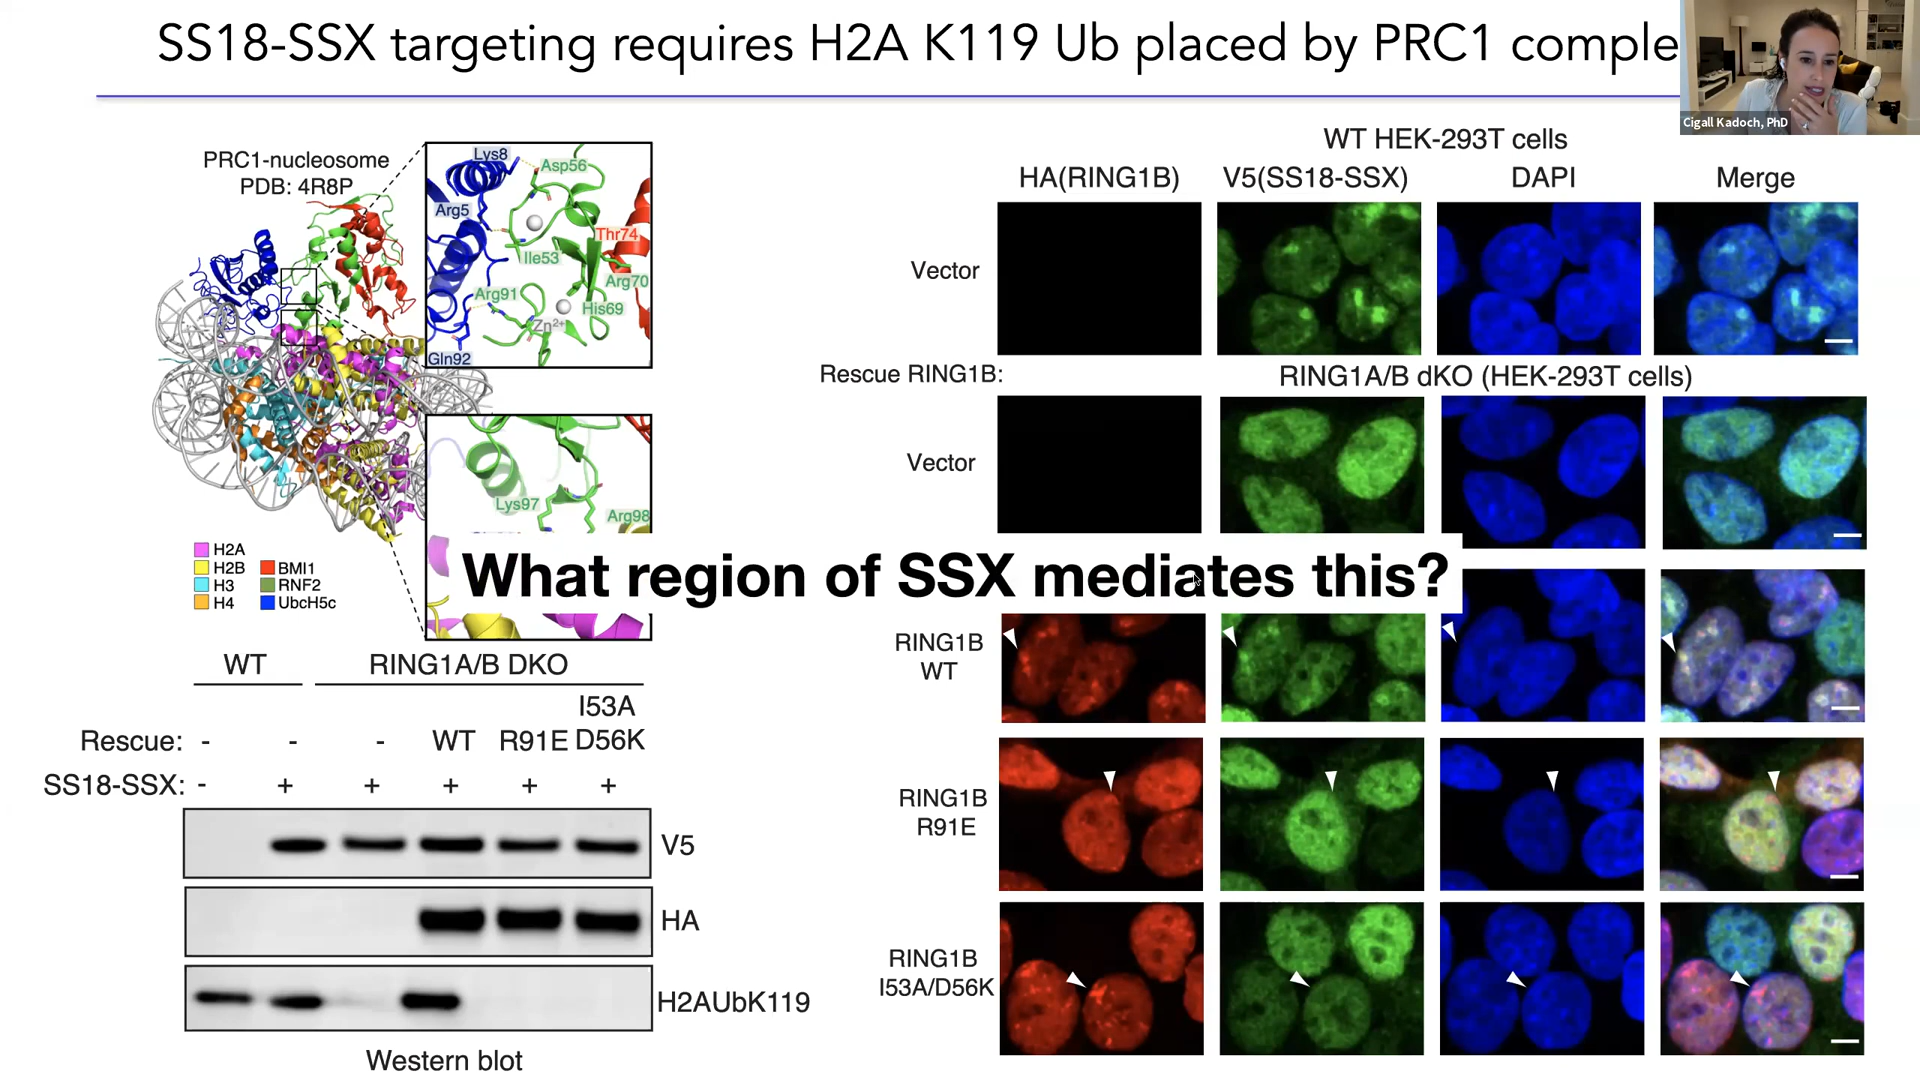 SS18-SSX targeting requires H2A K119 Ub placed by PRC1 comple
Cigall Kadoch, PhD
PRC1-nucleosome
PDB: 4R8P
Lys8
Asp56
Arg5
Thr74
Ile53
Arg70
Arg91
His69
Zn2+
Gln92
Lys97
Arg98
H2A
H2B
H3
H4
BMI1
RNF2
UbcH5c
WT HEK-293T cells
HA(RING1B) V5(SS18-SSX) DAPI Merge
Vector
Rescue RING1B: RING1A/B dKO (HEK-293T cells)
Vector
What region of SSX mediates this?
RING1B
WT
RING1B
R91E
RING1B
I53A/D56K
WT RING1A/B DKO
I53A
Rescue: - - - WT R91E D56K
SS18-SSX: - + + + + +
V5
HA
H2AUbK119
Western blot